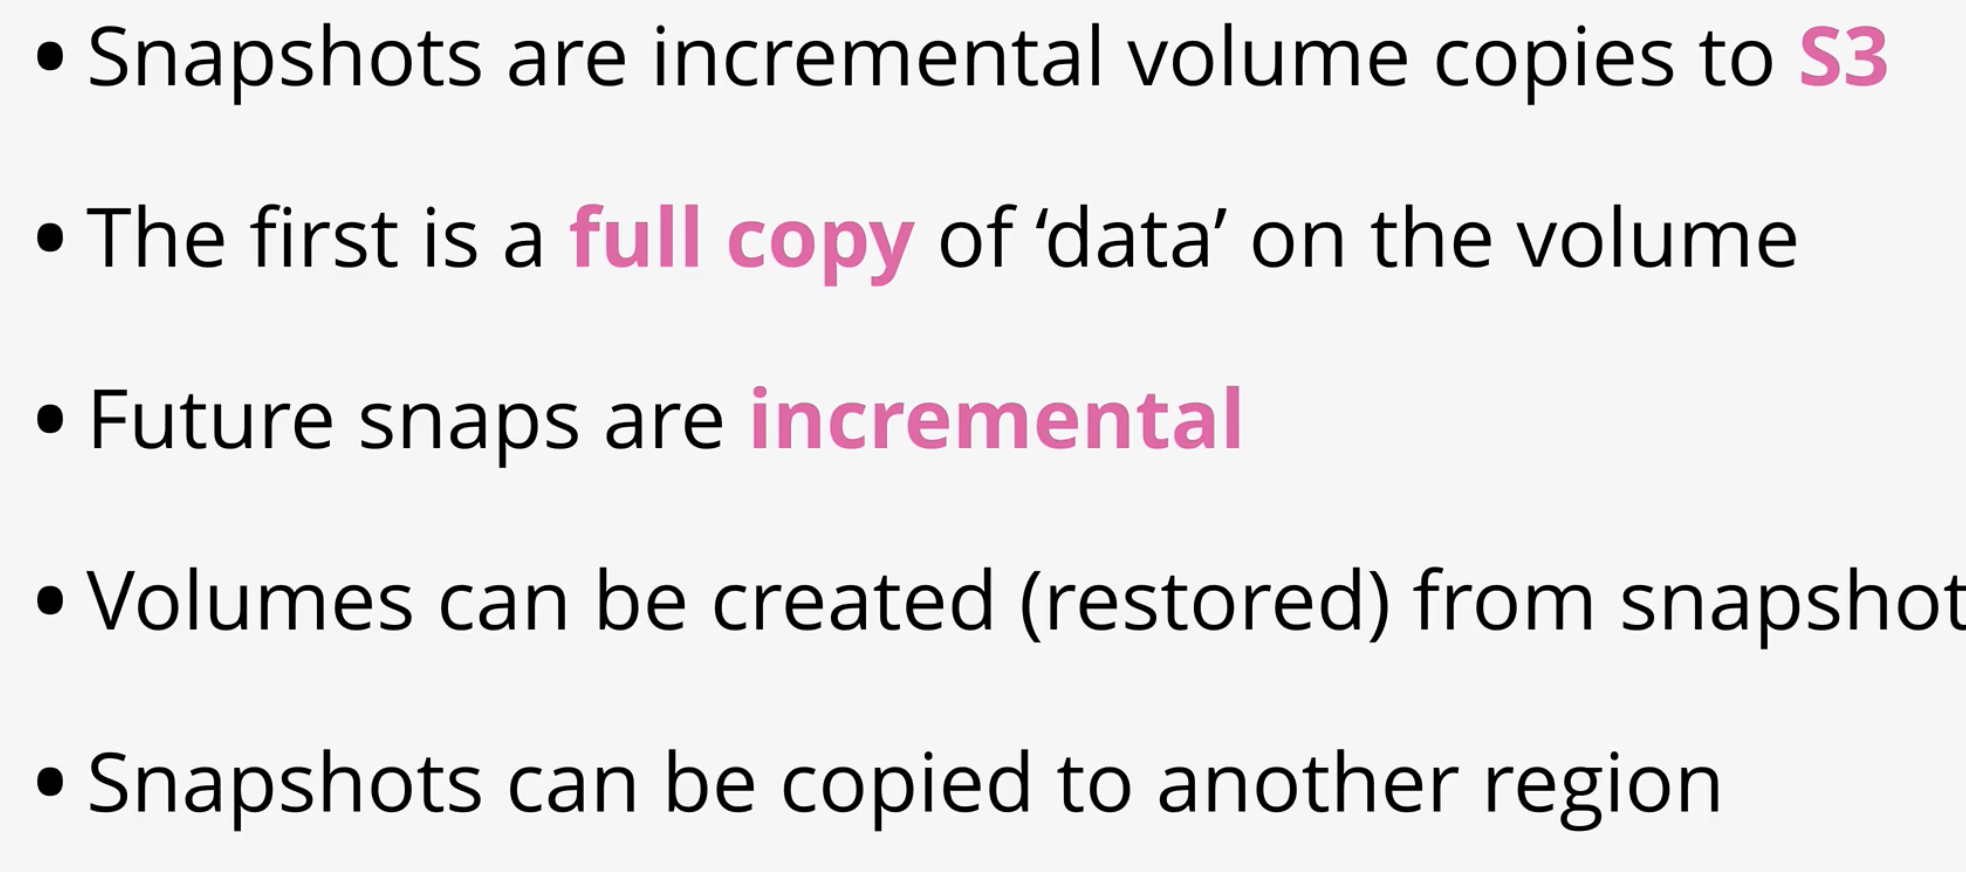 • Snapshots are incremental volume copies to S3
• The first is a full copy of ‘data’ on the volume
• Future snaps are incremental
• Volumes can be created (restored) from snapshot
• Snapshots can be copied to another region